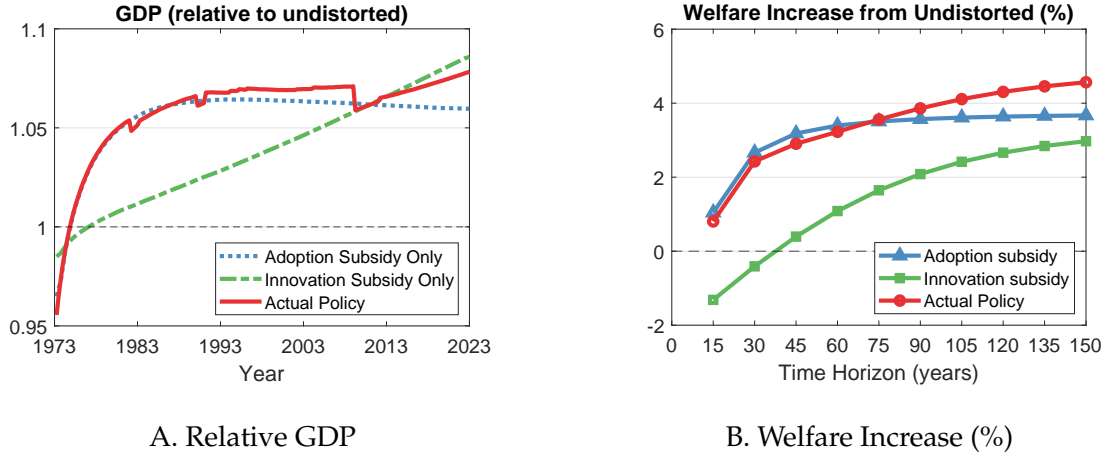 GDP (relative to undistorted)
1.1
1.05
1
0.95
Adoption Subsidy Only
Innovation Subsidy Only
Actual Policy
1973 1983 1993 2003 2013 2023
Year
A. Relative GDP
Welfare Increase from Undistorted (%)
6
4
2
0
-2
Adoption subsidy
Innovation subsidy
Actual Policy
0 15 30 45 60 75 90 105 120 135 150
Time Horizon (years)
B. Welfare Increase (%)